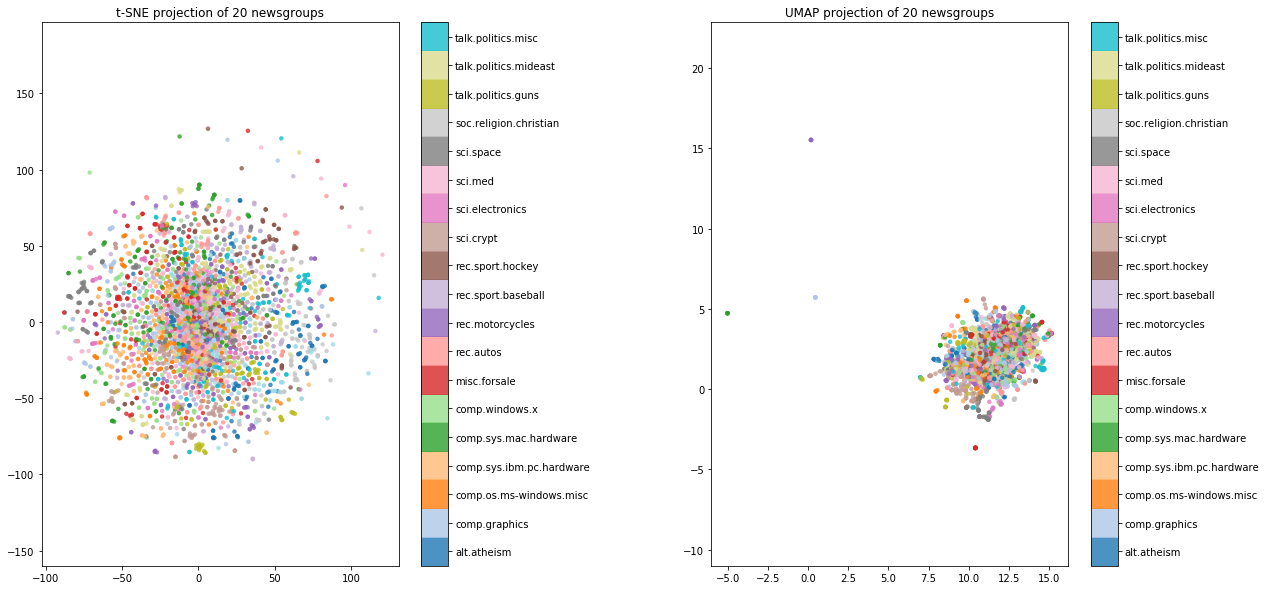 t-SNE projection of 20 newsgroups
150
100
50
0
−50
−100
−150
−100
−50
0
50
100
talk.politics.misc
talk.politics.mideast
talk.politics.guns
soc.religion.christian
sci.space
sci.med
sci.electronics
sci.crypt
rec.sport.hockey
rec.sport.baseball
rec.motorcycles
rec.autos
misc.forsale
comp.windows.x
comp.sys.mac.hardware
comp.sys.ibm.pc.hardware
comp.os.ms-windows.misc
comp.graphics
alt.atheism
UMAP projection of 20 newsgroups
20
15
10
5
0
−5
−10
−5.0
−2.5
0.0
2.5
5.0
7.5
10.0
12.5
15.0
talk.politics.misc
talk.politics.mideast
talk.politics.guns
soc.religion.christian
sci.space
sci.med
sci.electronics
sci.crypt
rec.sport.hockey
rec.sport.baseball
rec.motorcycles
rec.autos
misc.forsale
comp.windows.x
comp.sys.mac.hardware
comp.sys.ibm.pc.hardware
comp.os.ms-windows.misc
comp.graphics
alt.atheism